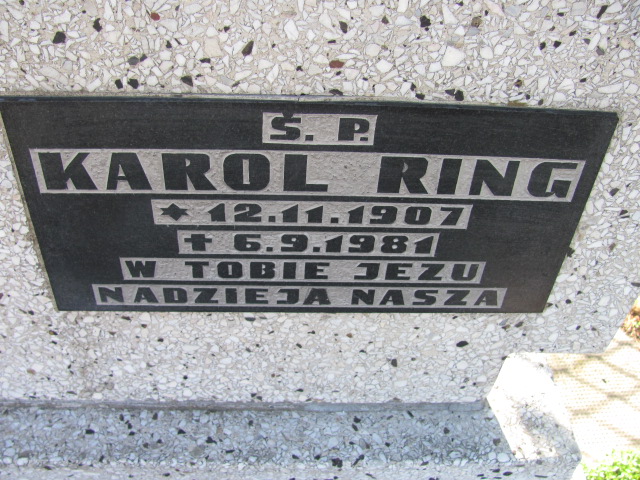 Ś. P.
KAROL RING
* 12.11.1907
✝ 6.9.1981
W TOBIE JEZU
NADZIEJA NASZA